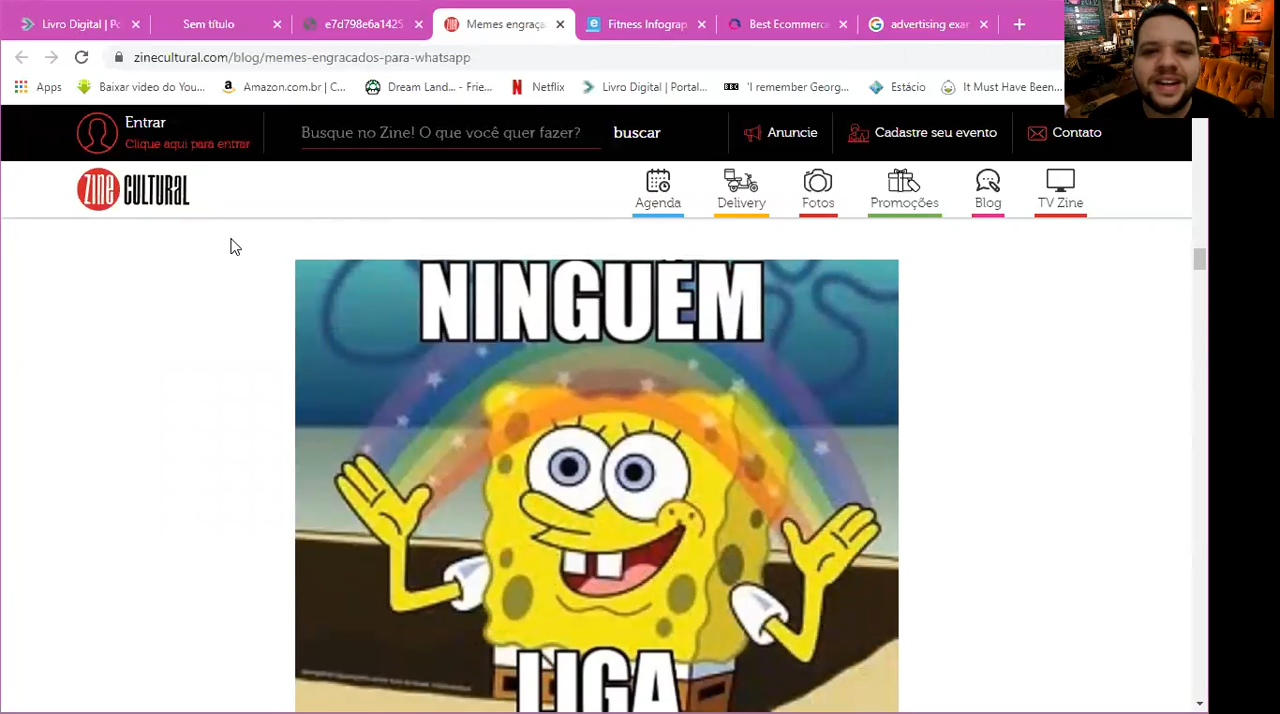 Livro Digital | Po
Sem título
e7d798e6a1425
Memes engraça
Fitness Infograp
Best Ecommerc
advertising exar
zinecultural.com/blog/memes-engracados-para-whatsapp
Apps
Baixar video do You...
Amazon.com.br | C...
Dream Land... - Frie...
Netflix
Livro Digital | Portal...
BBC
'I remember Georg...
Estácio
It Must Have Been...
Entrar
Clique aqui para entrar
Busque no Zine! O que você quer fazer?
buscar
Anuncie
Cadastre seu evento
Contato
ZINE CULTURAL
Agenda
Delivery
Fotos
Promoções
Blog
TV Zine
NINGUÉM
LIGA